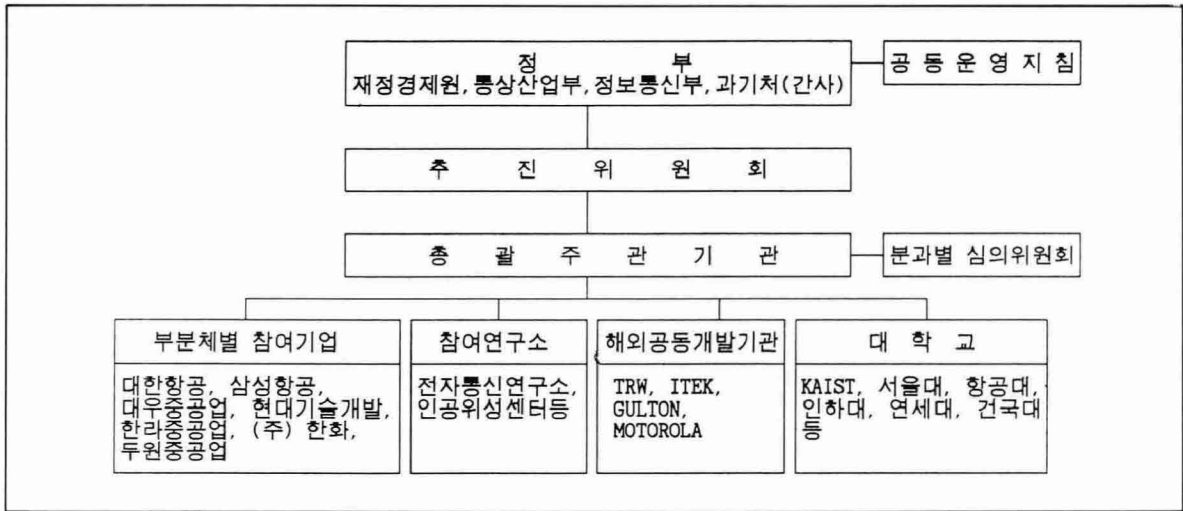 정 부
재정경제원, 통상산업부, 정보통신부, 과기처(간사)
공 동 운 영 지 침
추 진 위 원 회
총 괄 주 관 기 관
분과별 심의위원회
부분체별 참여기업
대한항공, 삼성항공,
대우중공업, 현대기술개발,
한라중공업, (주) 한화,
두원중공업
참여연구소
전자통신연구소,
인공위성센터등
해외공동개발기관
TRW, ITEK,
GULTON,
MOTOROLA
대 학 교
KAIST, 서울대, 항공대,
인하대, 연세대, 건국대
등